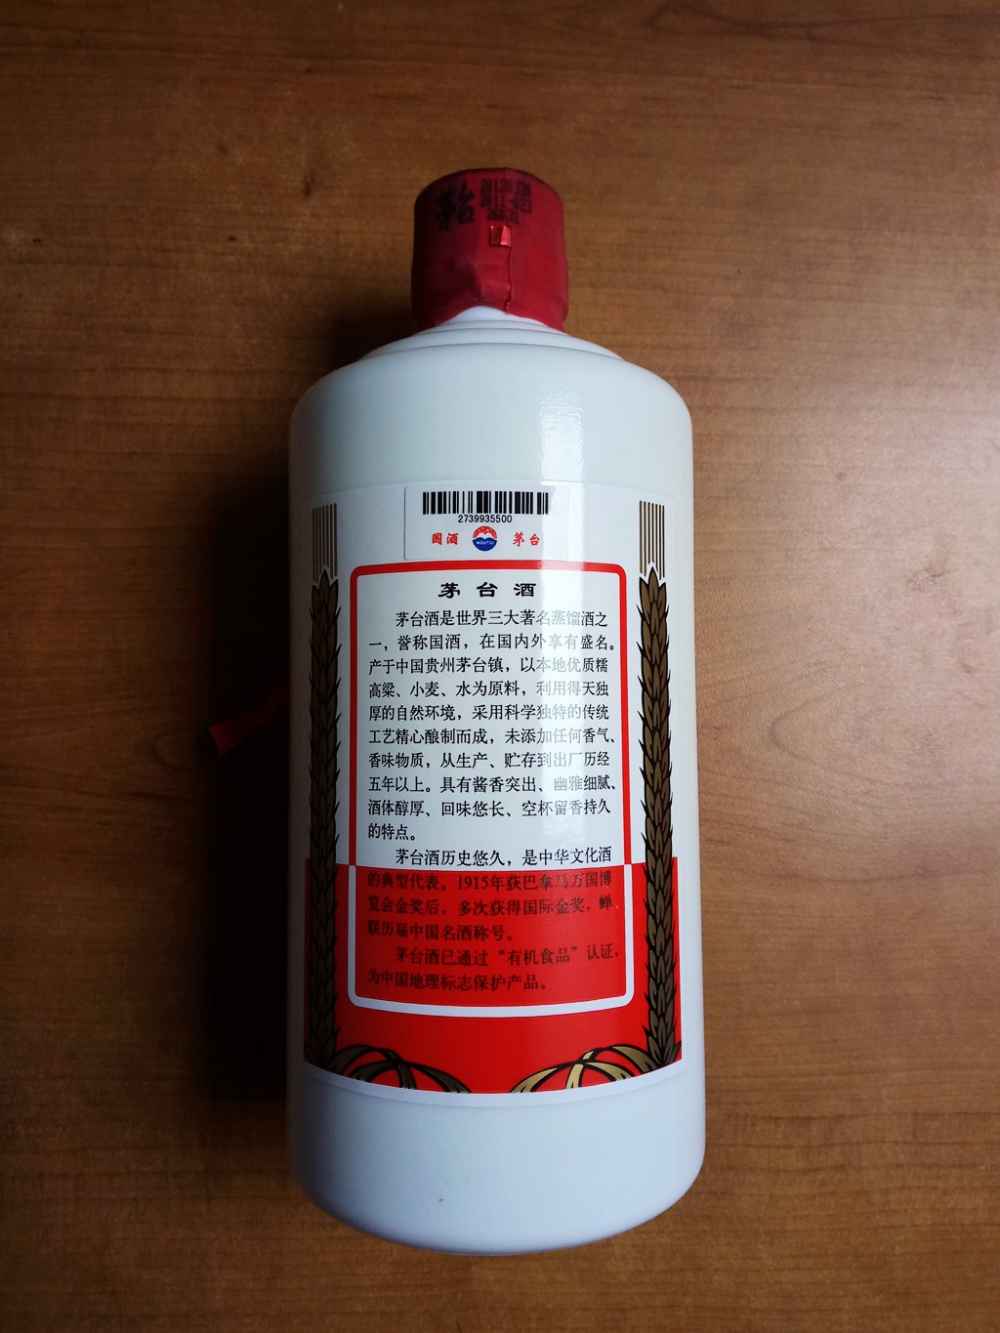 茅台
2739935500
国酒 茅台
茅台酒
茅台酒是世界三大著名蒸馏酒之
一，誉称国酒，在国内外享有盛名。
产于中国贵州茅台镇，以本地优质糯
高粱、小麦、水为原料，利用得天独
厚的自然环境，采用科学独特的传统
工艺精心酿制而成，未添加任何香气、
香味物质，从生产、贮存到出厂历经
五年以上。具有酱香突出、幽雅细腻、
酒体醇厚、回味悠长、空杯留香持久
的特点。
茅台酒历史悠久，是中华文化酒
的典型代表，1915年获巴拿马万国博
览会金奖后，多次获得国际金奖，蝉
联历届中国名酒称号。
茅台酒已通过“有机食品”认证，
为中国地理标志保护产品。